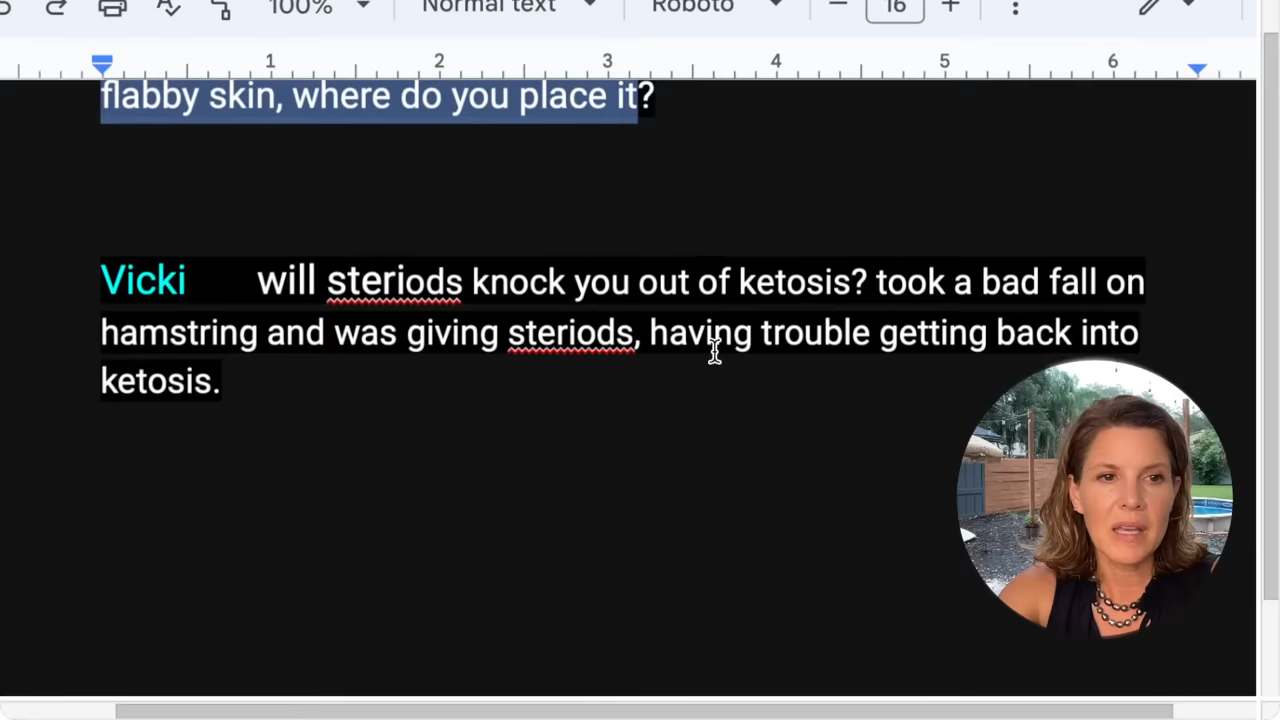 100% Normal text Roboto 16
1 2 3 4 5 6
flabby skin, where do you place it?
Vicki will steriods knock you out of ketosis? took a bad fall on
hamstring and was giving steriods, having trouble getting back into
ketosis.